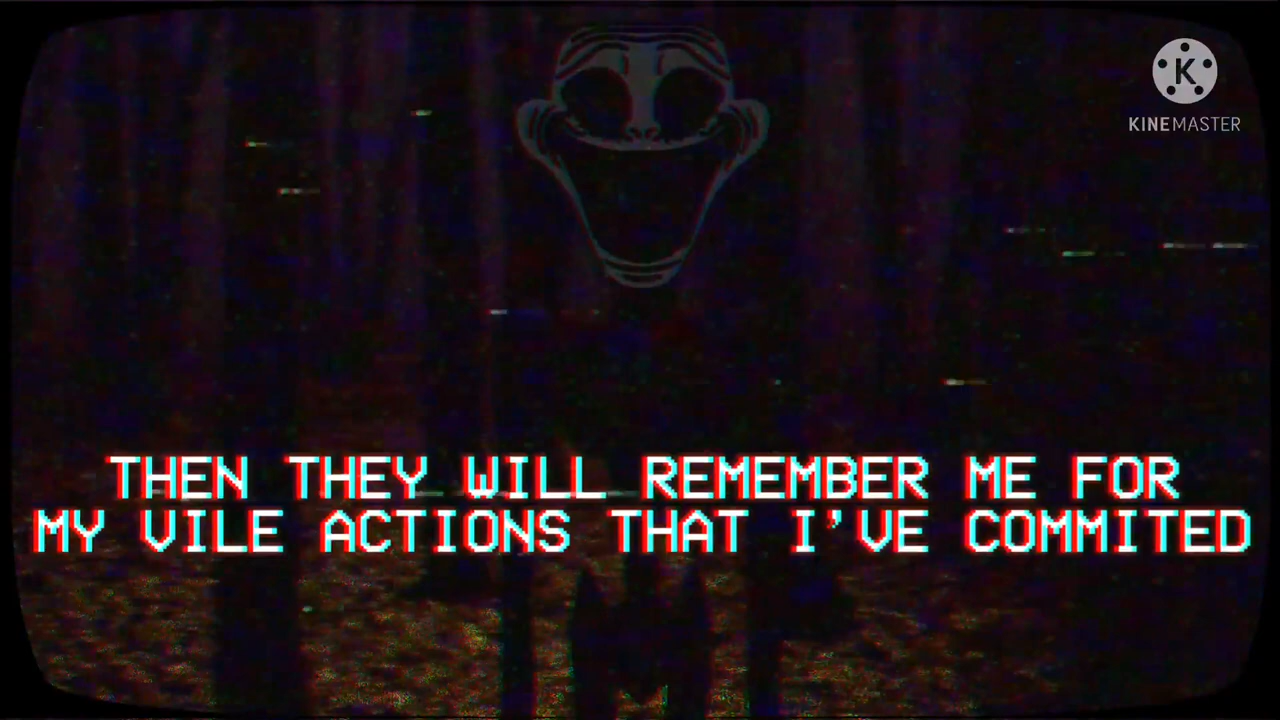 K
KINEMASTER
THEN THEY WILL REMEMBER ME FOR
MY VILE ACTIONS THAT I'VE COMMITED